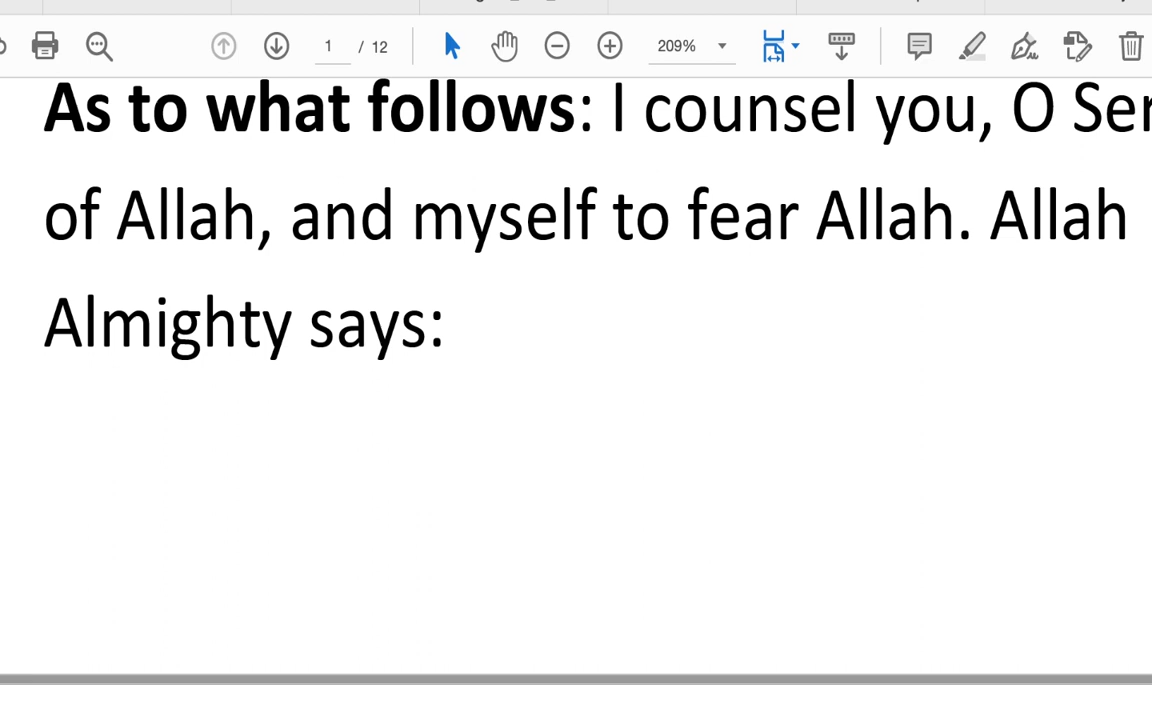 1 / 12
209%
As to what follows: I counsel you, O Ser
of Allah, and myself to fear Allah. Allah
Almighty says: